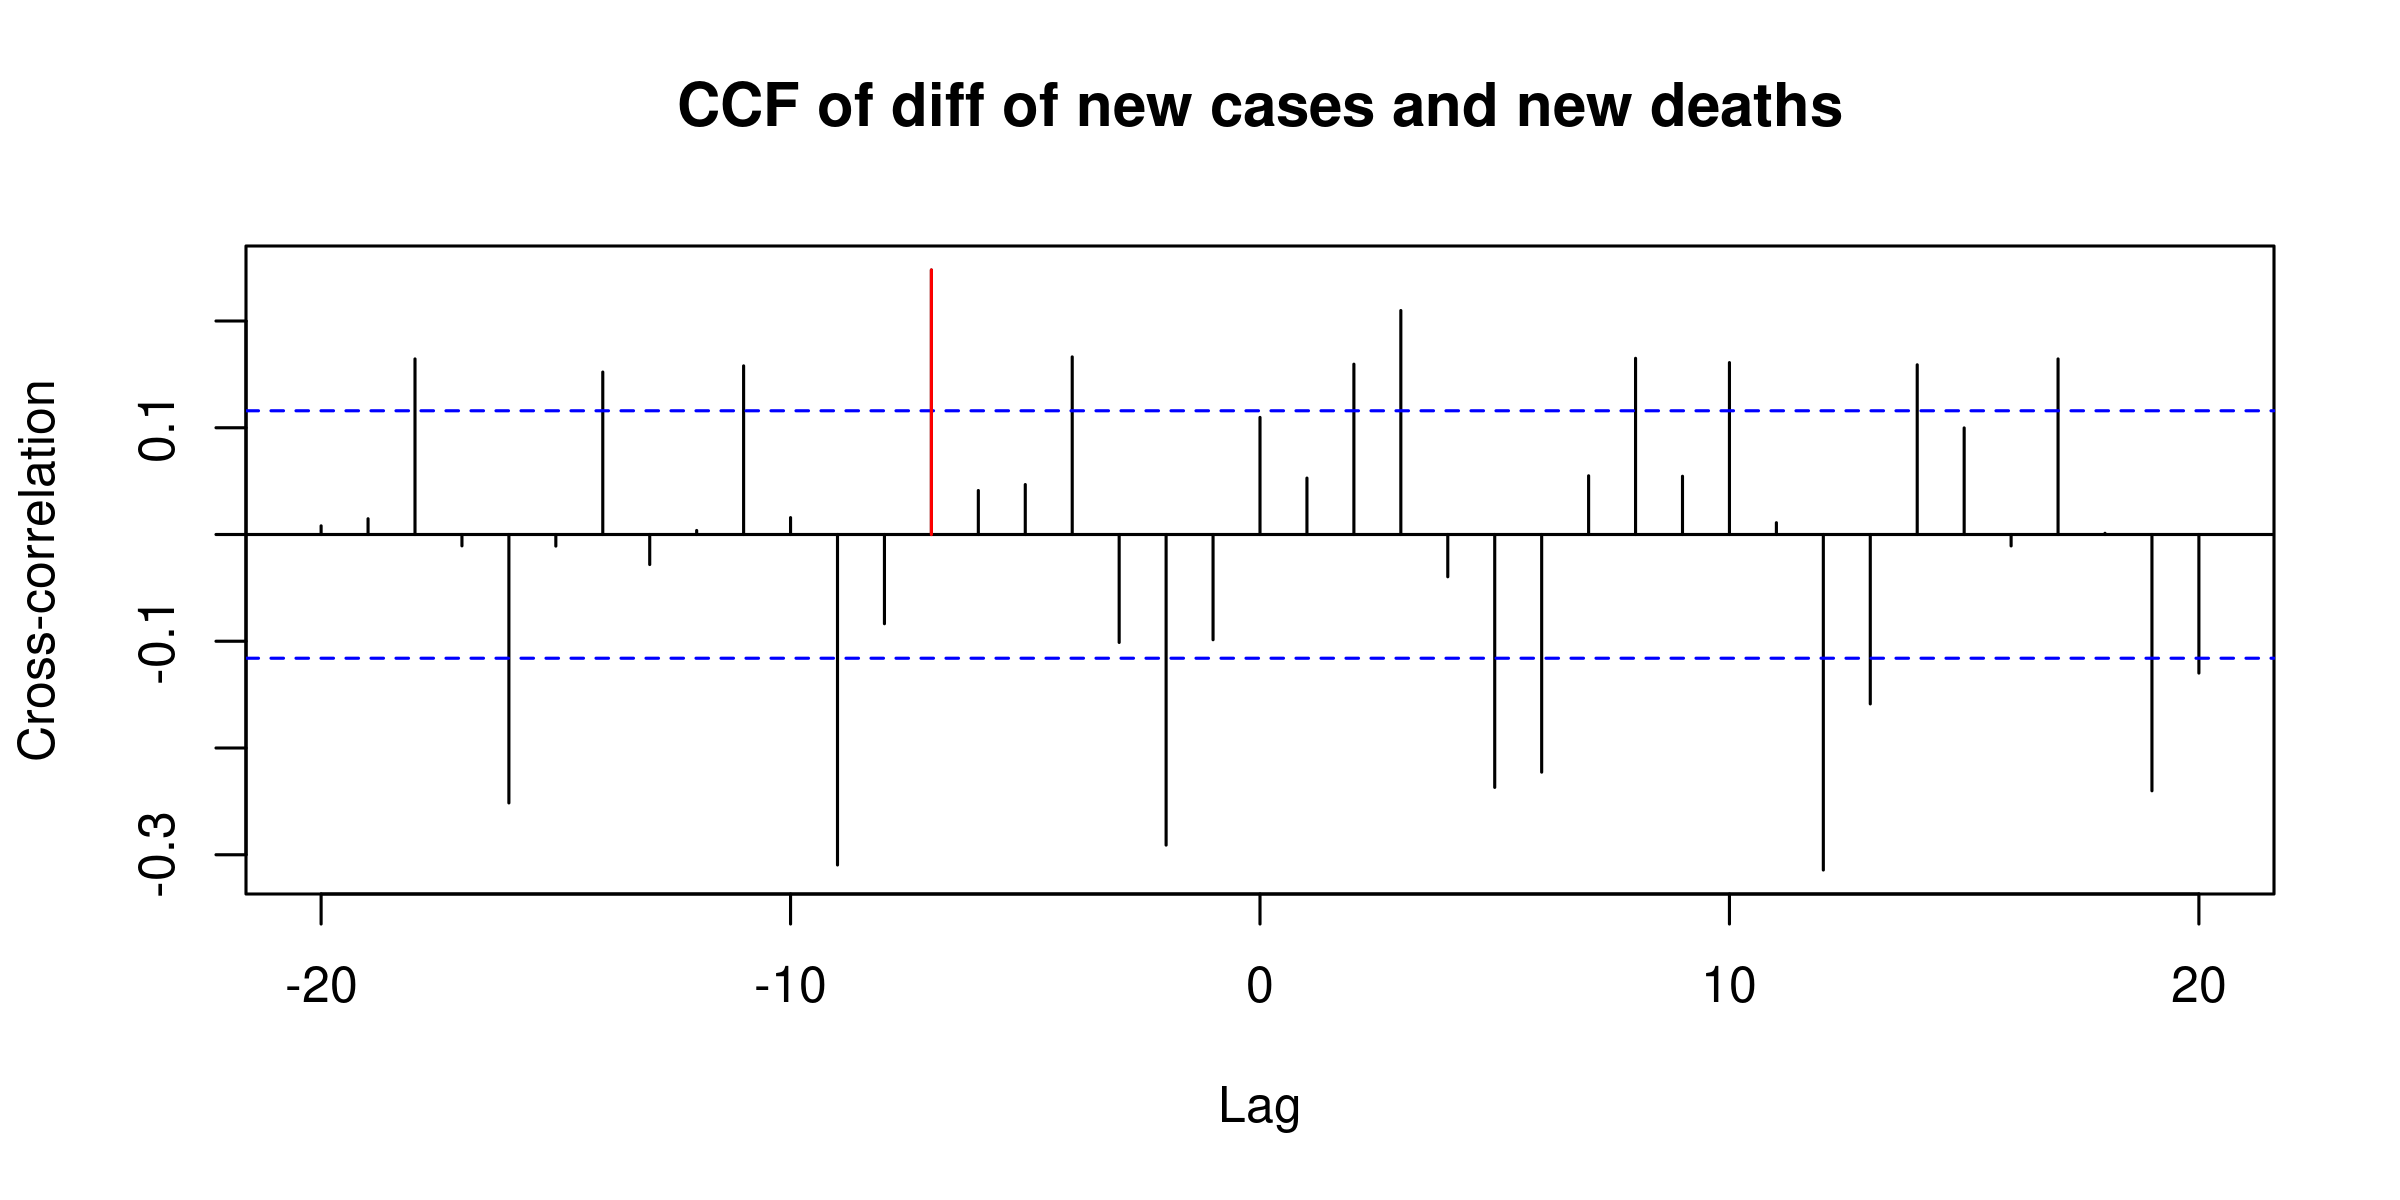 CCF of diff of new cases and new deaths
Cross-correlation
0.1
-0.1
-0.3
-20 -10 0 10 20
Lag